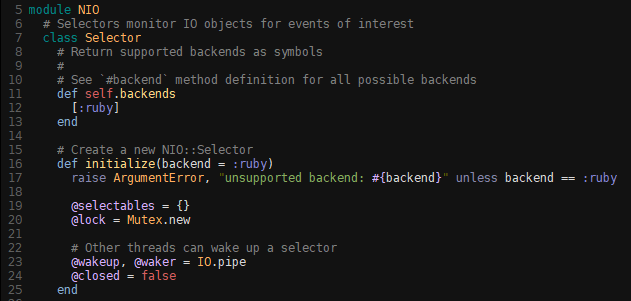 5 module NIO
6   # Selectors monitor IO objects for events of interest
7   class Selector
8     # Return supported backends as symbols
9     #
10     # See `#backend` method definition for all possible backends
11     def self.backends
12       [:ruby]
13     end
14
15     # Create a new NIO::Selector
16     def initialize(backend = :ruby)
17       raise ArgumentError, "unsupported backend: #{backend}" unless backend == :ruby
18
19       @selectables = {}
20       @lock = Mutex.new
21
22       # Other threads can wake up a selector
23       @wakeup, @waker = IO.pipe
24       @closed = false
25     end